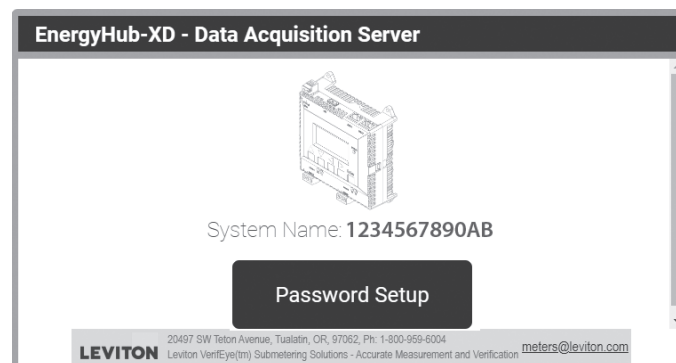 EnergyHub-XD - Data Acquisition Server
System Name: 1234567890AB
Password Setup
LEVITON
20497 SW Teton Avenue, Tualatin, OR, 97062, Ph: 1-800-959-6004
Leviton VerifEye(tm) Submetering Solutions - Accurate Measurement and Verification
meters@leviton.com